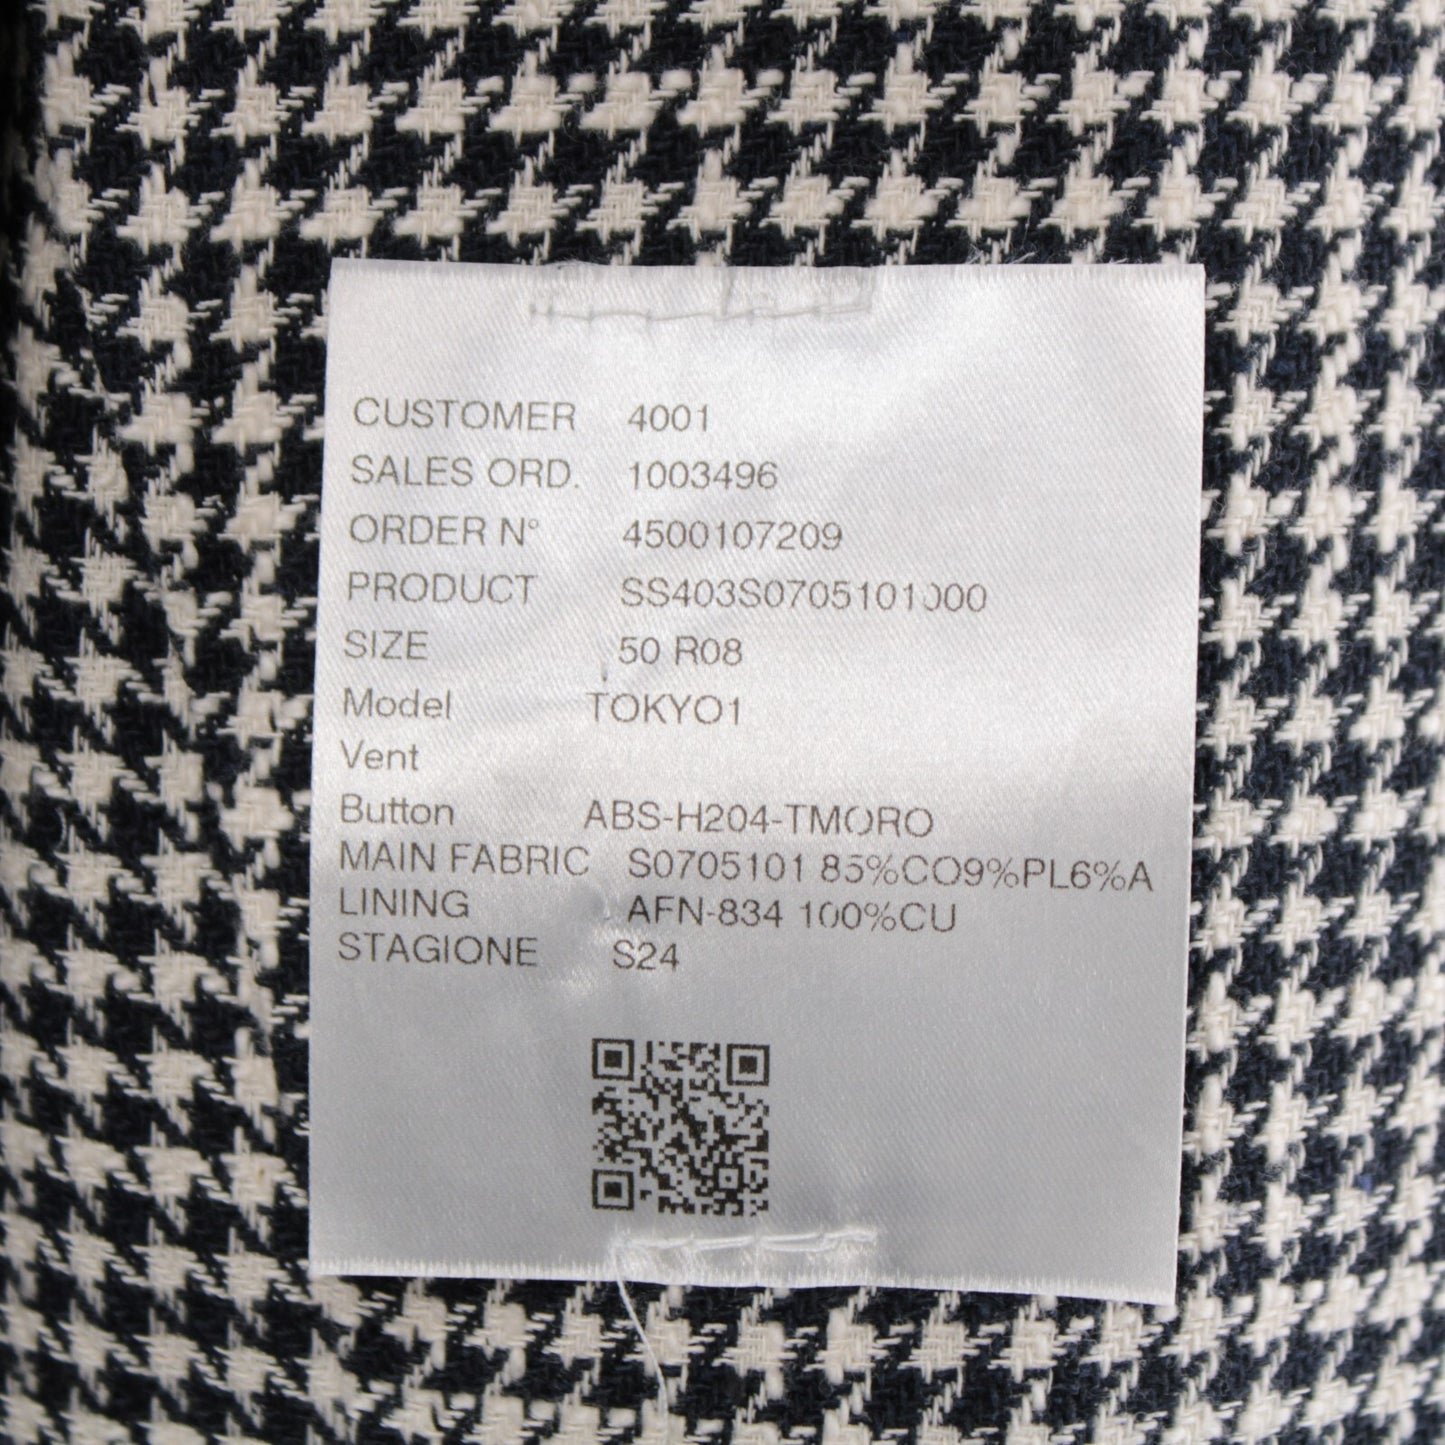 CUSTOMER 4001
SALES ORD. 1003496
ORDER N° 4500107209
PRODUCT SS403S0705101000
SIZE 50 R08
Model TOKYO1
Vent
Button ABS-H204-TMORO
MAIN FABRIC S0705101 85%CO9%PL6%A
LINING AFN-834 100%CU
STAGIONE S24